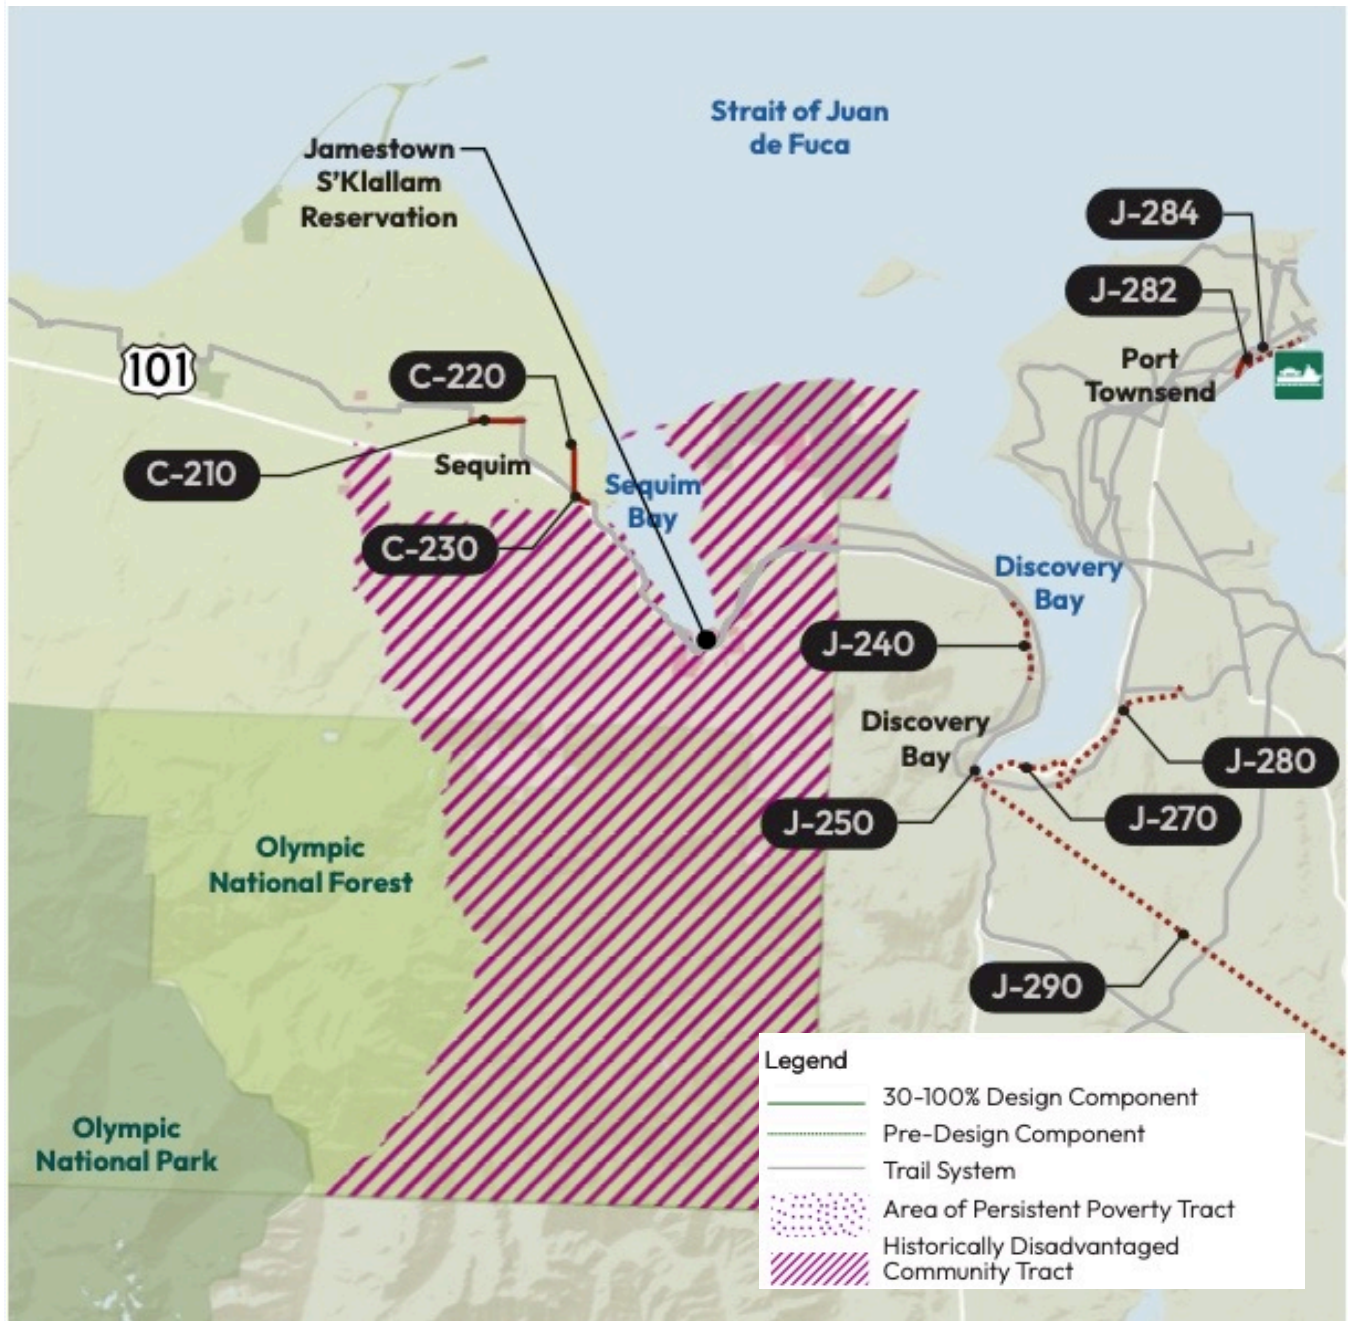 Strait of Juan
de Fuca
Jamestown
S'Klallam
Reservation
J-284
J-282
Port
Townsend
101
C-220
C-210
Sequim
Sequim
Bay
C-230
Discovery
Bay
J-240
Discovery
Bay
J-280
J-250
J-270
Olympic
National Forest
J-290
Olympic
National Park
Legend
30-100% Design Component
Pre-Design Component
Trail System
Area of Persistent Poverty Tract
Historically Disadvantaged
Community Tract